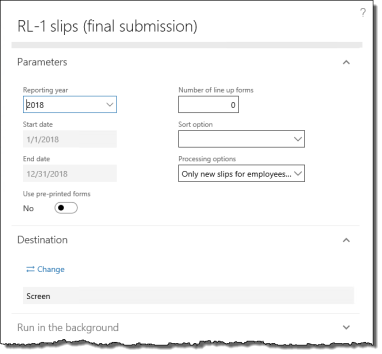 ?
RL-1 slips (final submission)
Parameters
Reporting year
2018
Number of line up forms
0
Start date
1/1/2018
Sort option
End date
12/31/2018
Processing options
Only new slips for employees...
Use pre-printed forms
No
Destination
Change
Screen
Run in the background